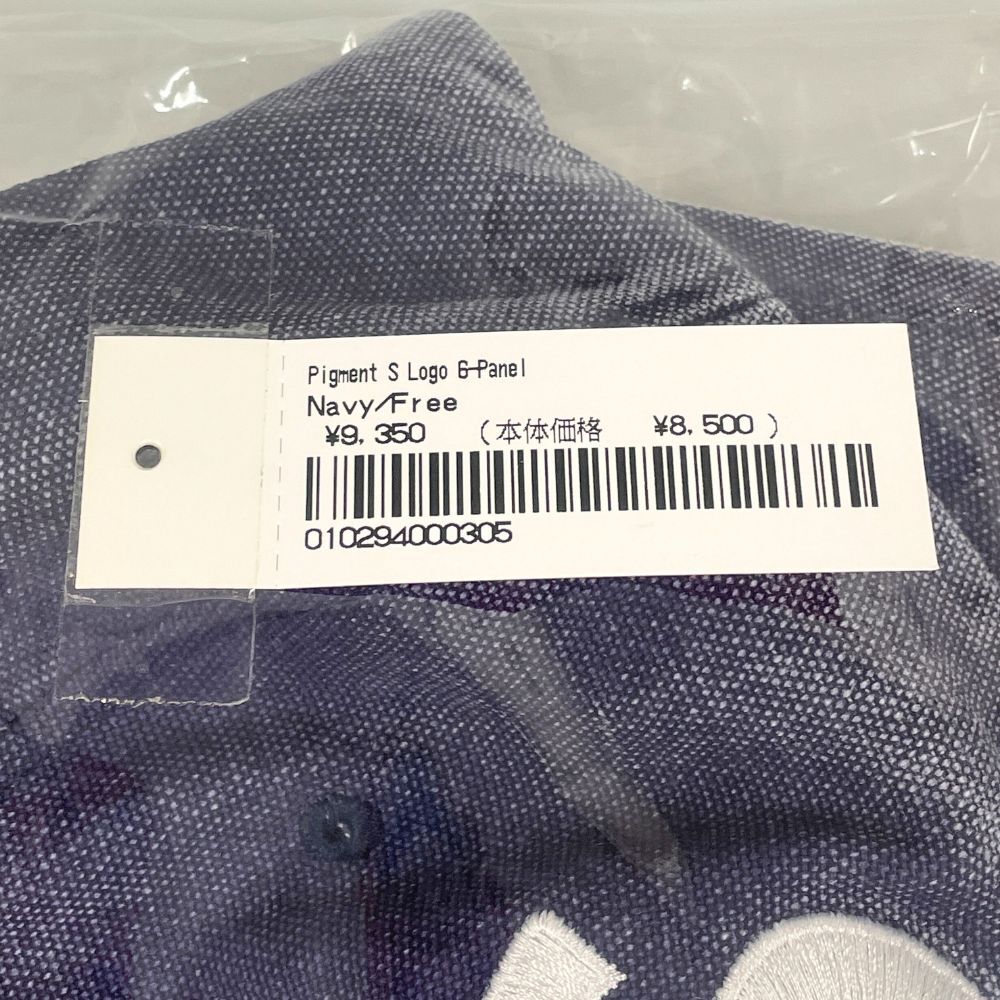 Pigment S Logo 6-Panel
Navy/Free
¥9,350 (本体価格 ¥8,500)
010294000305